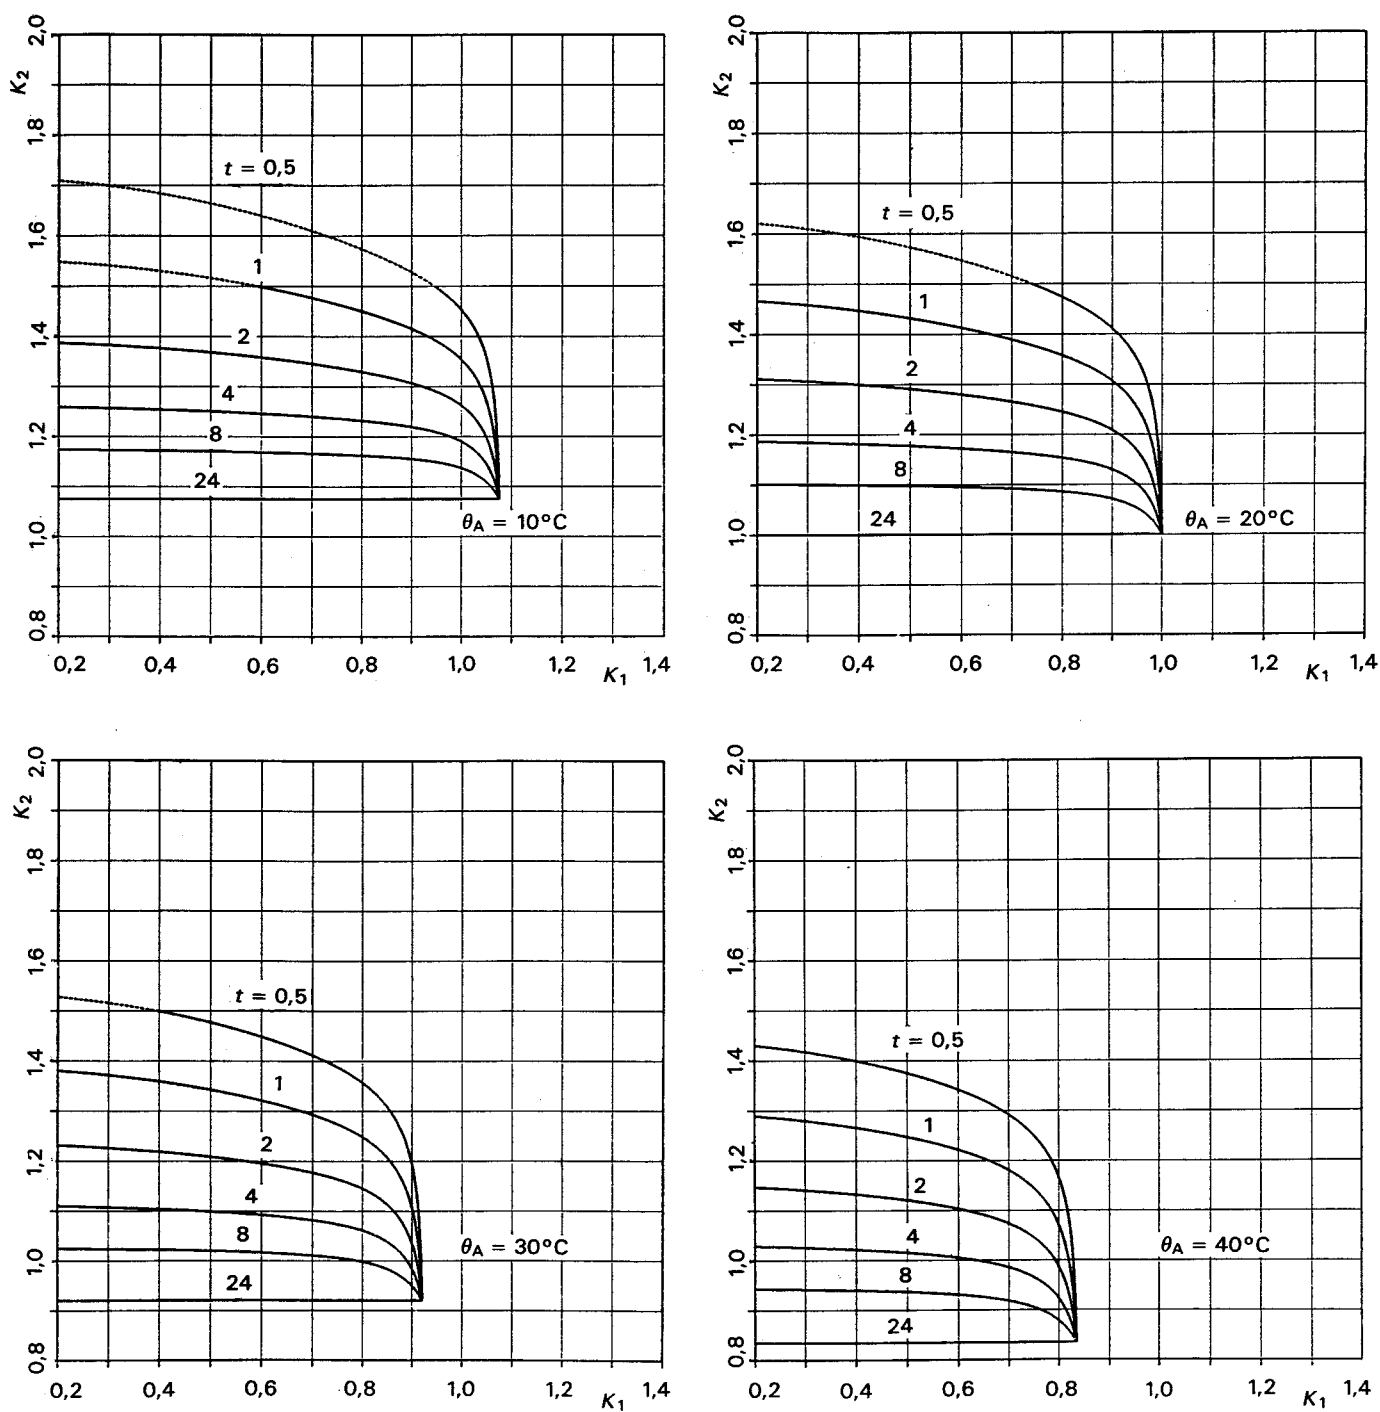 K2
2,0
1,8
1,6
1,4
1,2
1,0
0,8
t = 0,5
1
2
4
8
24
θA = 10°C
0,2 0,4 0,6 0,8 1,0 1,2 1,4
K1
K2
2,0
1,8
1,6
1,4
1,2
1,0
0,8
t = 0,5
1
2
4
8
24
θA = 20°C
0,2 0,4 0,6 0,8 1,0 1,2 1,4
K1
K2
2,0
1,8
1,6
1,4
1,2
1,0
0,8
t = 0,5
1
2
4
8
24
θA = 30°C
0,2 0,4 0,6 0,8 1,0 K1 1,4
K2
2,0
1,8
1,6
1,4
1,2
1,0
0,8
t = 0,5
1
2
4
8
24
θA = 40°C
0,2 0,4 0,6 0,8 1,0 1,2 K1 1,4